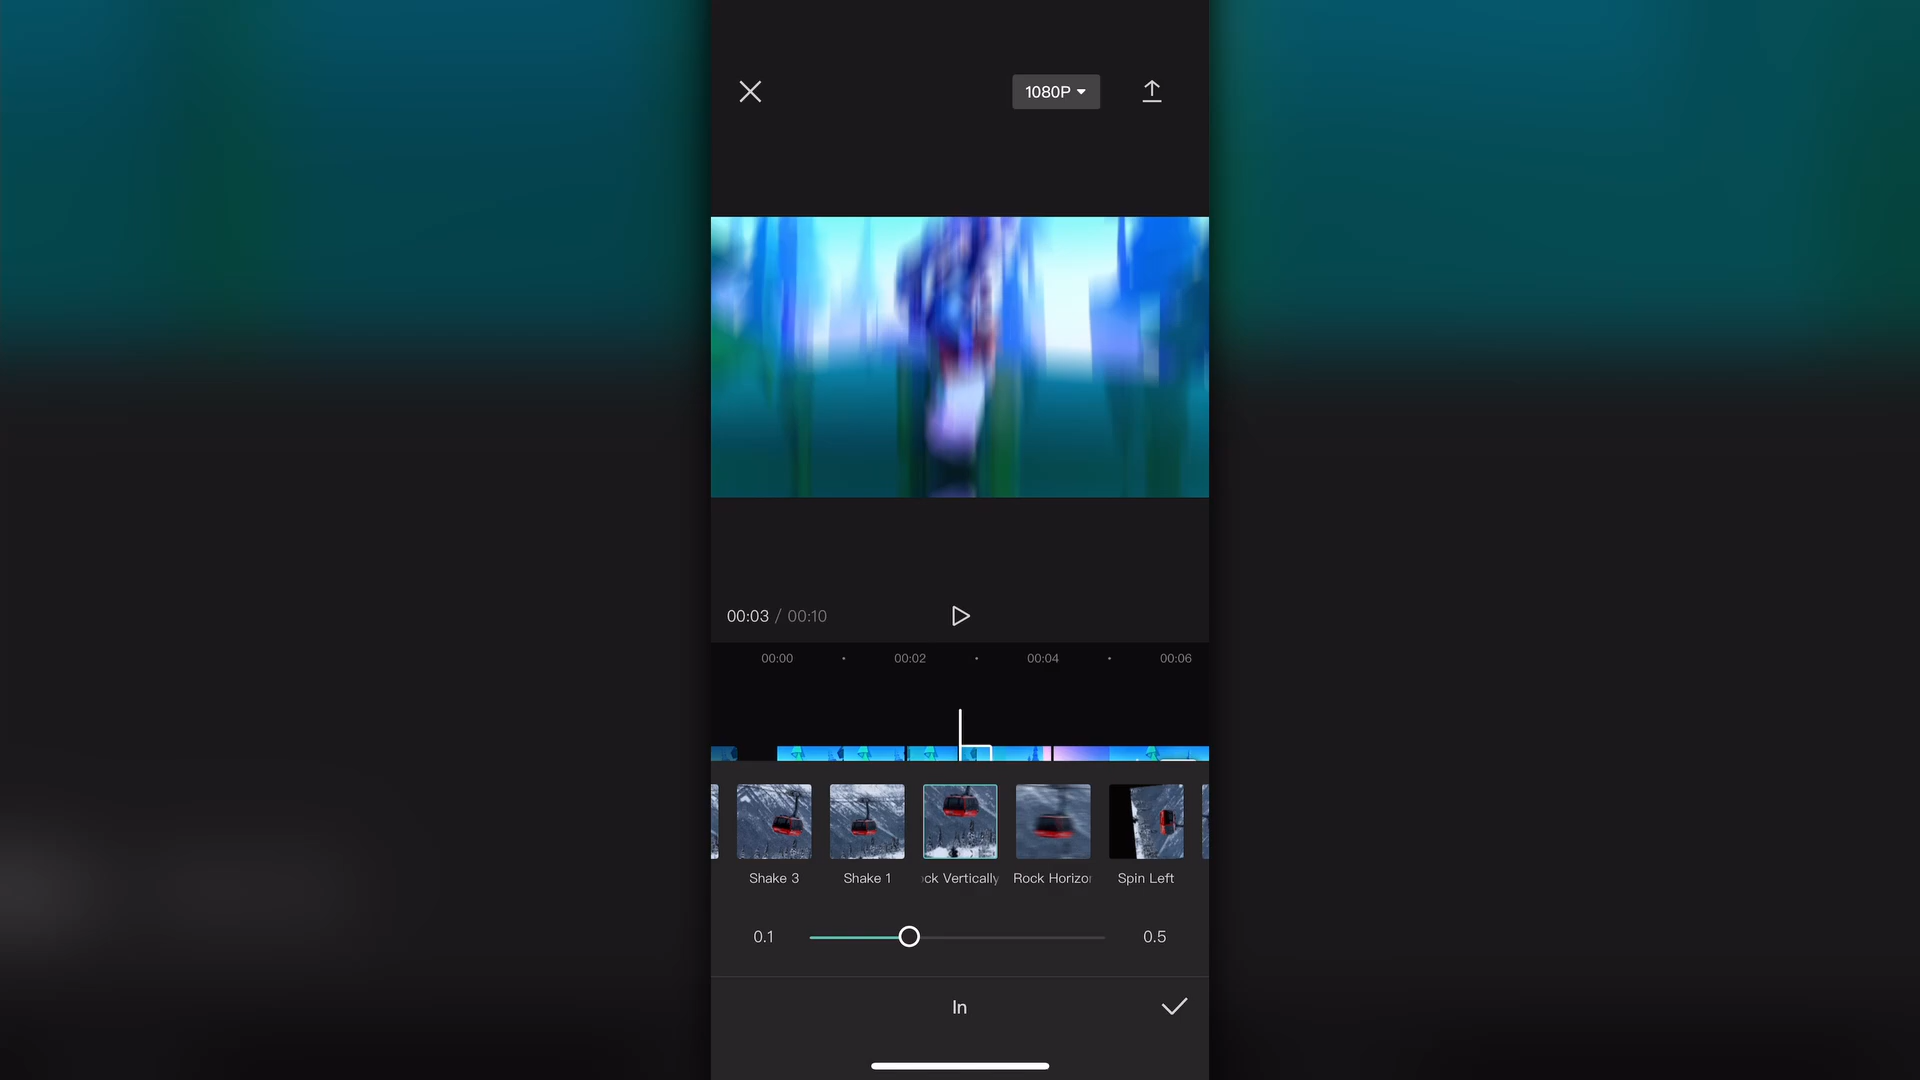 1080P
00:03 / 00:10
00:00 00:02 00:04 00:06
Shake 3 Shake 1 ck Vertically Rock Horizo Spin Left
0.1 0.5
In